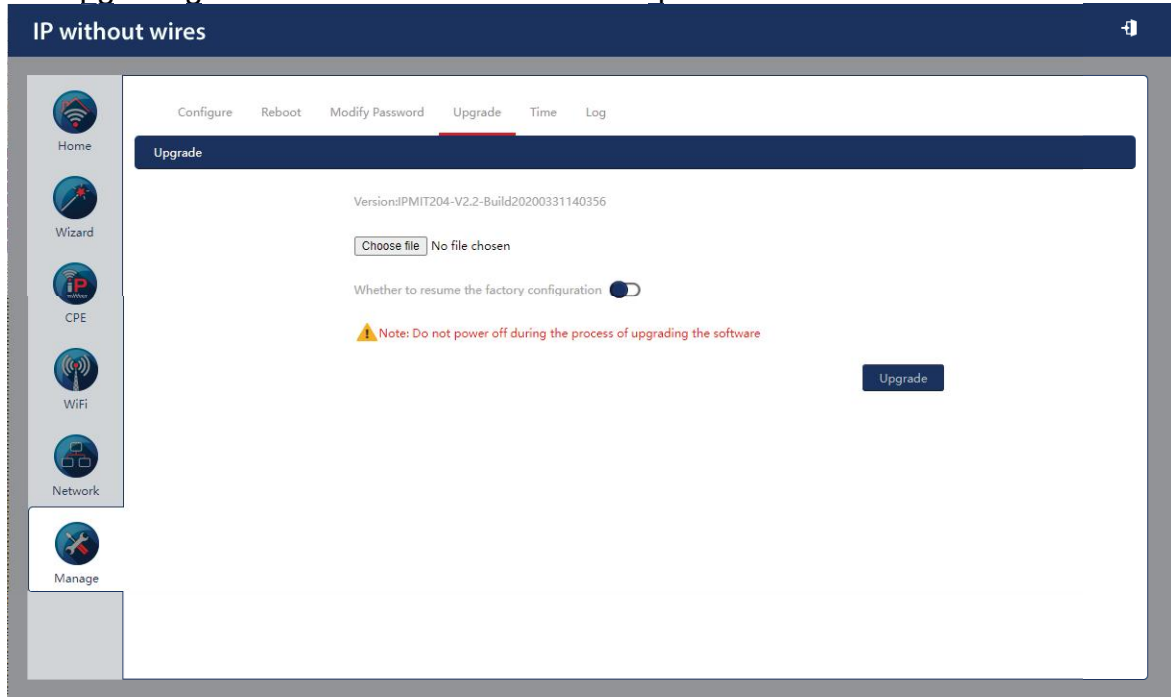 IP without wires
Configure Reboot Modify Password Upgrade Time Log
Home
Upgrade
Version:IPMIT204-V2.2-Build20200331140356
Wizard
Choose file No file chosen
Whether to resume the factory configuration
iP
CPE
Note: Do not power off during the process of upgrading the software
Upgrade
WiFi
Network
Manage